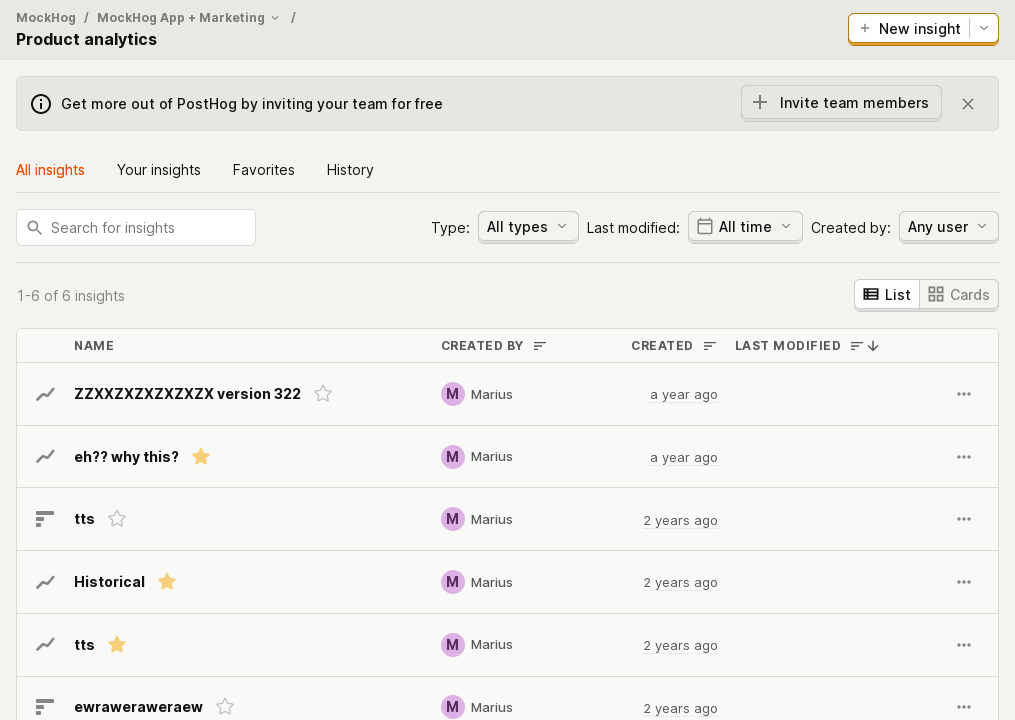 MockHog / MockHog App + Marketing /
Product analytics
New insight
Get more out of PostHog by inviting your team for free
Invite team members
All insights Your insights Favorites History
Search for insights
Type: All types Last modified: All time Created by: Any user
1-6 of 6 insights
List Cards
NAME CREATED BY CREATED LAST MODIFIED
ZZXXZXZXZXZXZX version 322 M Marius a year ago
eh?? why this? M Marius a year ago
tts M Marius 2 years ago
Historical M Marius 2 years ago
tts M Marius 2 years ago
ewraweraweraew M Marius 2 years ago